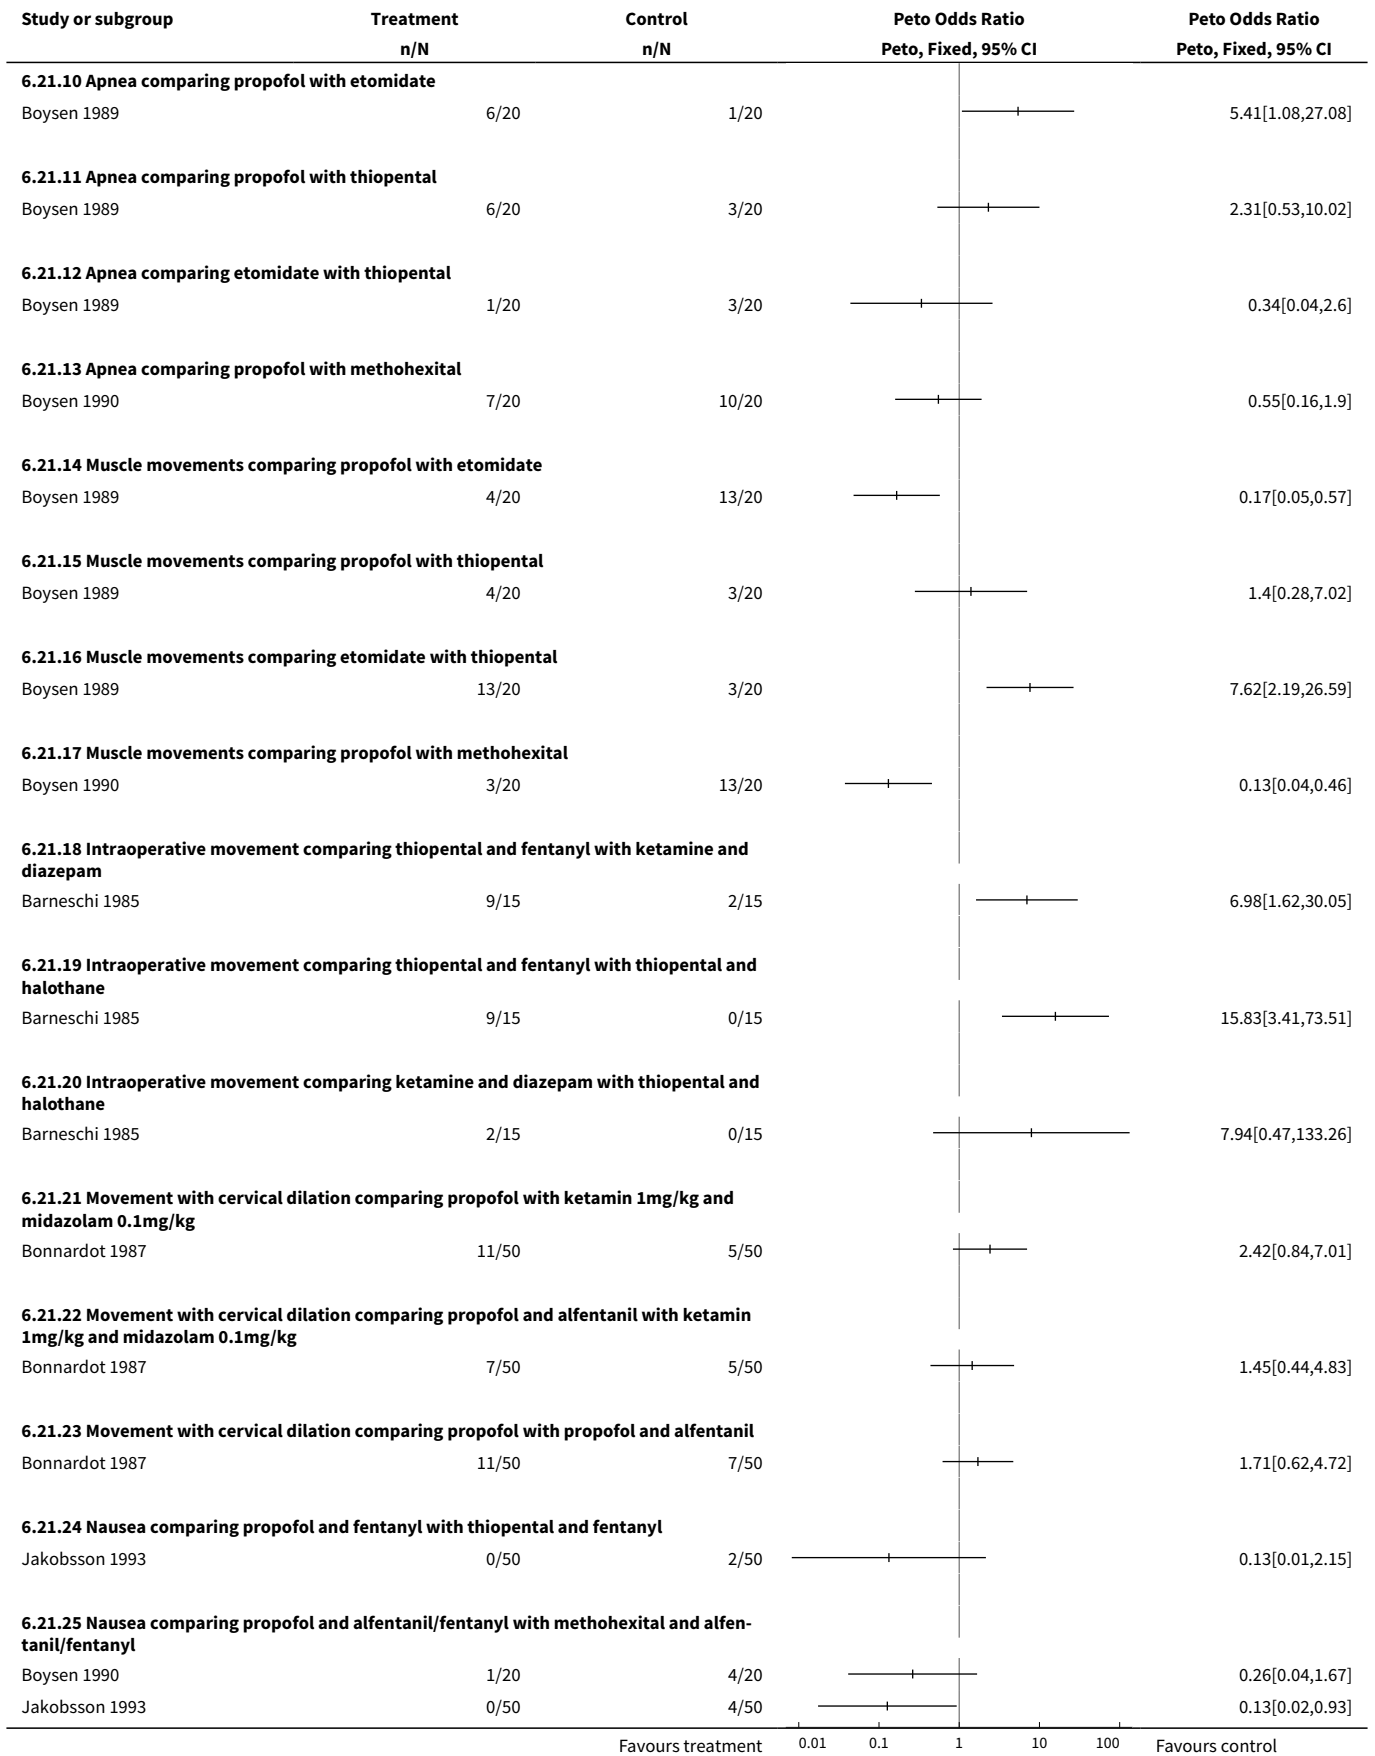 Study or subgroup Treatment Control Peto Odds Ratio Peto Odds Ratio
n/N n/N Peto, Fixed, 95% CI Peto, Fixed, 95% CI
6.21.10 Apnea comparing propofol with etomidate
Boysen 1989 6/20 1/20 5.41[1.08,27.08]
6.21.11 Apnea comparing propofol with thiopental
Boysen 1989 6/20 3/20 2.31[0.53,10.02]
6.21.12 Apnea comparing etomidate with thiopental
Boysen 1989 1/20 3/20 0.34[0.04,2.6]
6.21.13 Apnea comparing propofol with methohexital
Boysen 1990 7/20 10/20 0.55[0.16,1.9]
6.21.14 Muscle movements comparing propofol with etomidate
Boysen 1989 4/20 13/20 0.17[0.05,0.57]
6.21.15 Muscle movements comparing propofol with thiopental
Boysen 1989 4/20 3/20 1.4[0.28,7.02]
6.21.16 Muscle movements comparing etomidate with thiopental
Boysen 1989 13/20 3/20 7.62[2.19,26.59]
6.21.17 Muscle movements comparing propofol with methohexital
Boysen 1990 3/20 13/20 0.13[0.04,0.46]
6.21.18 Intraoperative movement comparing thiopental and fentanyl with ketamine and
diazepam
Barneschi 1985 9/15 2/15 6.98[1.62,30.05]
6.21.19 Intraoperative movement comparing thiopental and fentanyl with thiopental and
halothane
Barneschi 1985 9/15 0/15 15.83[3.41,73.51]
6.21.20 Intraoperative movement comparing ketamine and diazepam with thiopental and
halothane
Barneschi 1985 2/15 0/15 7.94[0.47,133.26]
6.21.21 Movement with cervical dilation comparing propofol with ketamin 1mg/kg and
midazolam 0.1mg/kg
Bonnardot 1987 11/50 5/50 2.42[0.84,7.01]
6.21.22 Movement with cervical dilation comparing propofol and alfentanil with ketamin
1mg/kg and midazolam 0.1mg/kg
Bonnardot 1987 7/50 5/50 1.45[0.44,4.83]
6.21.23 Movement with cervical dilation comparing propofol with propofol and alfentanil
Bonnardot 1987 11/50 7/50 1.71[0.62,4.72]
6.21.24 Nausea comparing propofol and fentanyl with thiopental and fentanyl
Jakobsson 1993 0/50 2/50 0.13[0.01,2.15]
6.21.25 Nausea comparing propofol and alfentanil/fentanyl with methohexital and alfen-
tanil/fentanyl
Boysen 1990 1/20 4/20 0.26[0.04,1.67]
Jakobsson 1993 0/50 4/50 0.13[0.02,0.93]
Favours treatment 0.01 0.1 1 10 100 Favours control